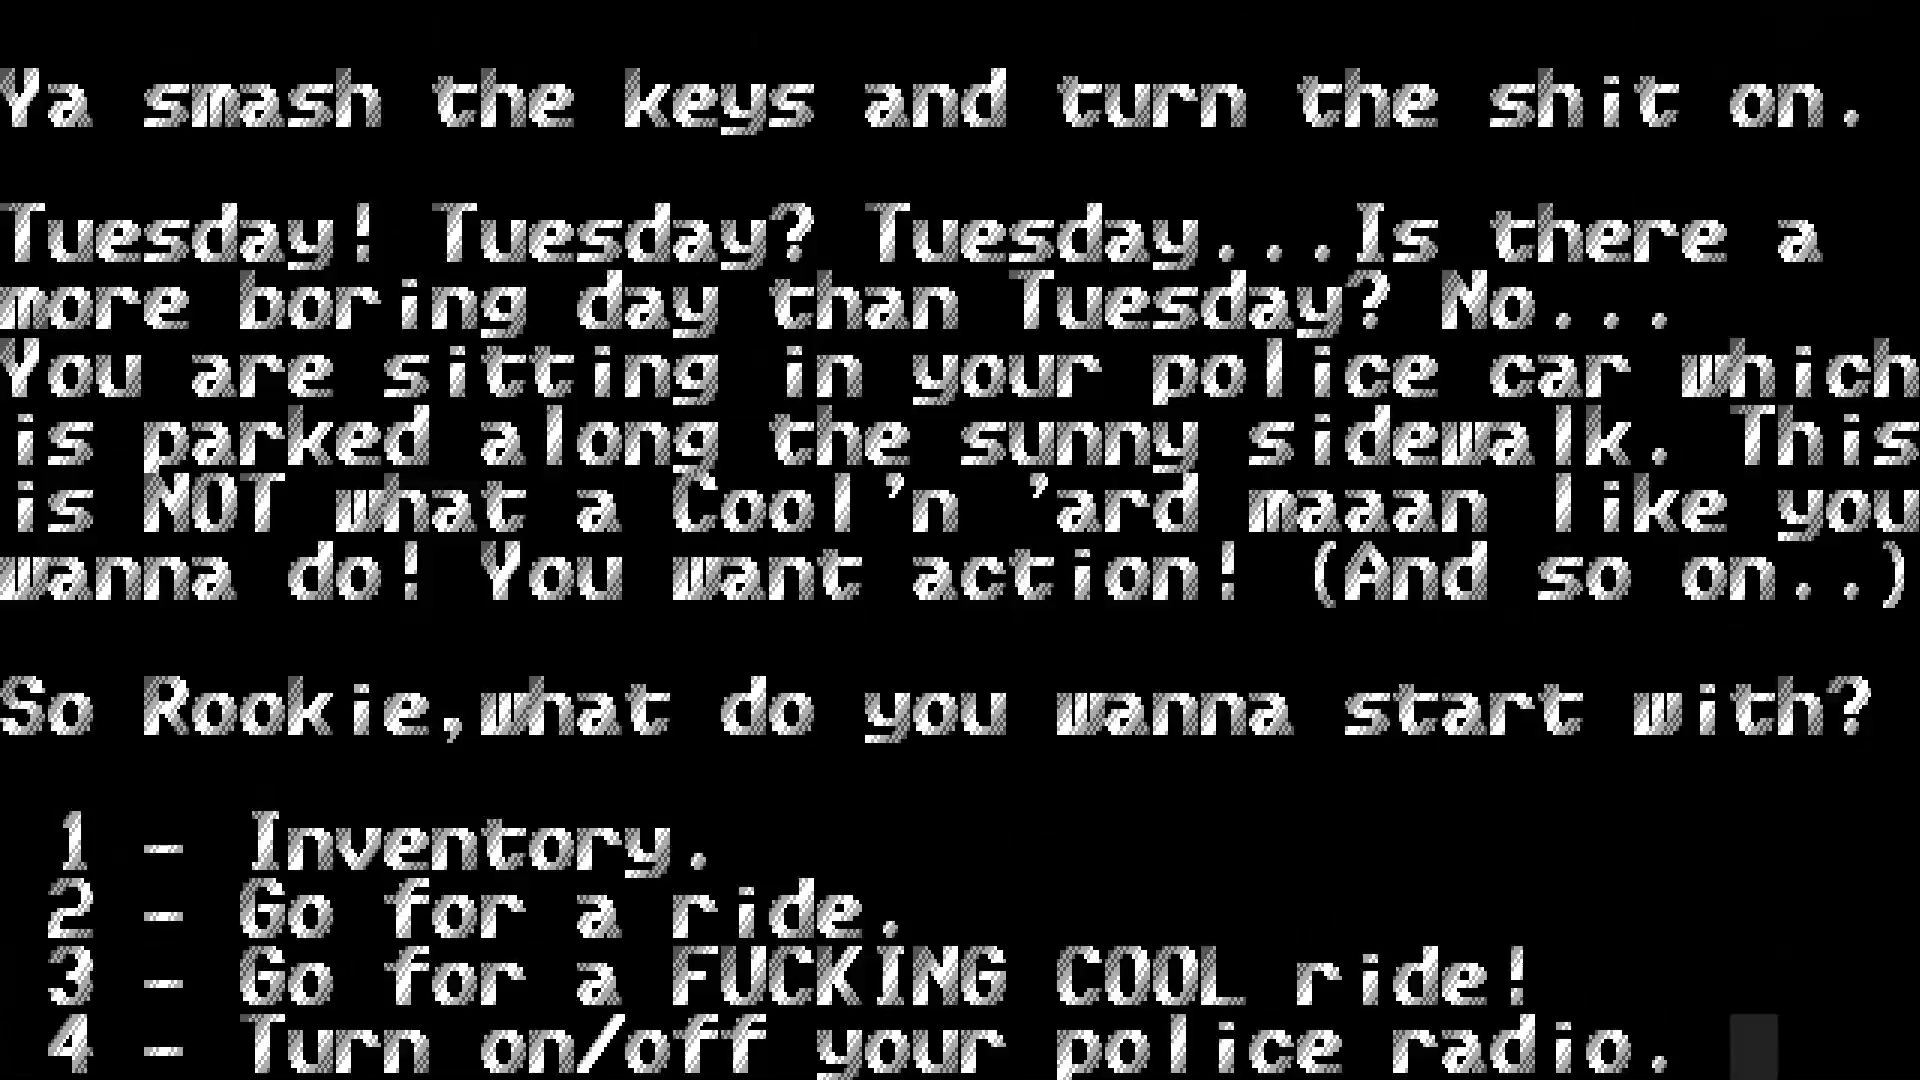 Ya smash the keys and turn the shit on.
Tuesday! Tuesday? Tuesday...Is there a
more boring day than Tuesday? No...
You are sitting in your police car which
is parked along the sunny sidewalk. This
is NOT what a Cool'n 'ard maaan like you
wanna do! You want action! (And so on..)
So Rookie,what do you wanna start with?
1 - Inventory.
2 - Go for a ride.
3 - Go for a FUCKING COOL ride!
4 - Turn on/off your police radio.